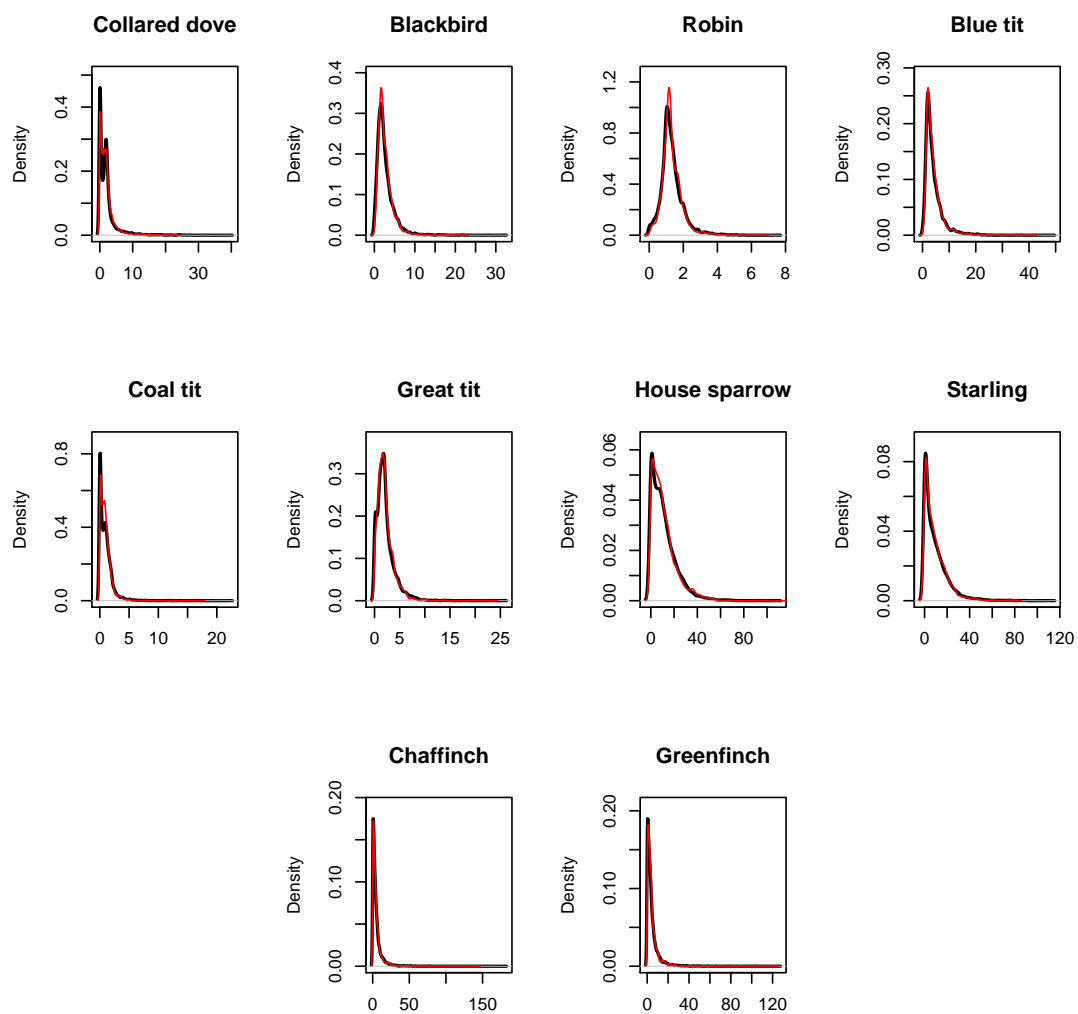 Collared dove
Density
0.0 0.2 0.4
0 10 30
Blackbird
Density
0.0 0.1 0.2 0.3 0.4
0 10 20 30
Robin
Density
0.0 0.4 0.8 1.2
0 2 4 6 8
Blue tit
Density
0.00 0.10 0.20 0.30
0 20 40
Coal tit
Density
0.0 0.4 0.8
0 5 10 20
Great tit
Density
0.0 0.1 0.2 0.3
0 5 15 25
House sparrow
Density
0.00 0.02 0.04 0.06
0 40 80
Starling
Density
0.00 0.04 0.08
0 40 80 120
Chaffinch
Density
0.00 0.10 0.20
0 50 150
Greenfinch
Density
0.00 0.10 0.20
0 40 80 120